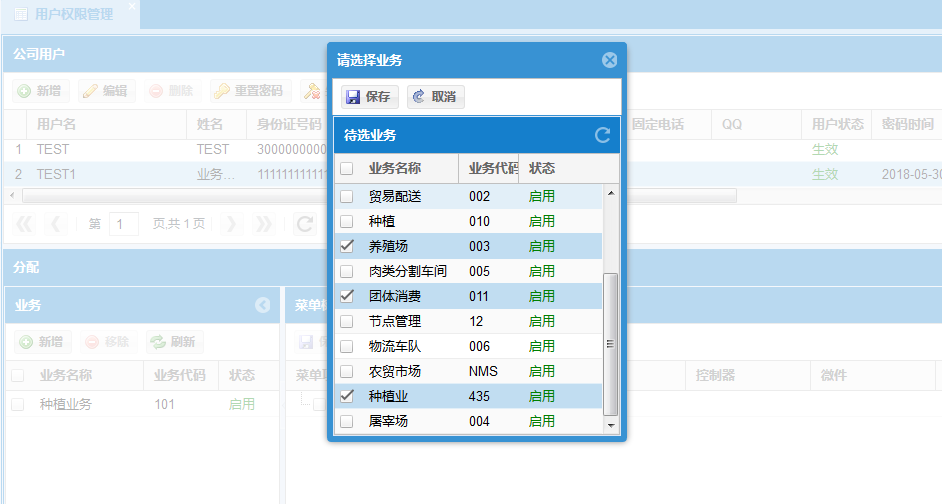 用户权限管理
公司用户
新增 编辑 删除 重置密码
用户名 姓名 身份证号码 固定电话 QQ 用户状态 密码时间
1 TEST TEST 3000000000 生效
2 TEST1 业务... 111111111111 生效 2018-05-30
第 1 页,共 1 页
分配
业务
新增 移除 刷新
业务名称 业务代码 状态
种植业务 101 启用
菜单
控制器 微件
请选择业务
保存 取消
待选业务
业务名称 业务代码 状态
贸易配送 002 启用
种植 010 启用
养殖场 003 启用
肉类分割车间 005 启用
团体消费 011 启用
节点管理 12 启用
物流车队 006 启用
农贸市场 NMS 启用
种植业 435 启用
屠宰场 004 启用